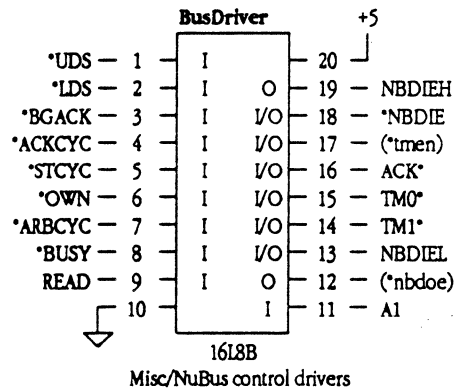 BusDriver +5
*UDS 1 I 20
*LDS 2 I O 19 NBDIEH
*BGACK 3 I I/O 18 *NBDIE
*ACKCYC 4 I I/O 17 (*tmen)
*STCYC 5 I I/O 16 ACK*
*OWN 6 I I/O 15 TM0*
*ARBCYC 7 I I/O 14 TM1*
*BUSY 8 I I/O 13 NBDIEL
READ 9 I O 12 (*nbdoe)
10 I 11 A1
16L8B
Misc/NuBus control drivers